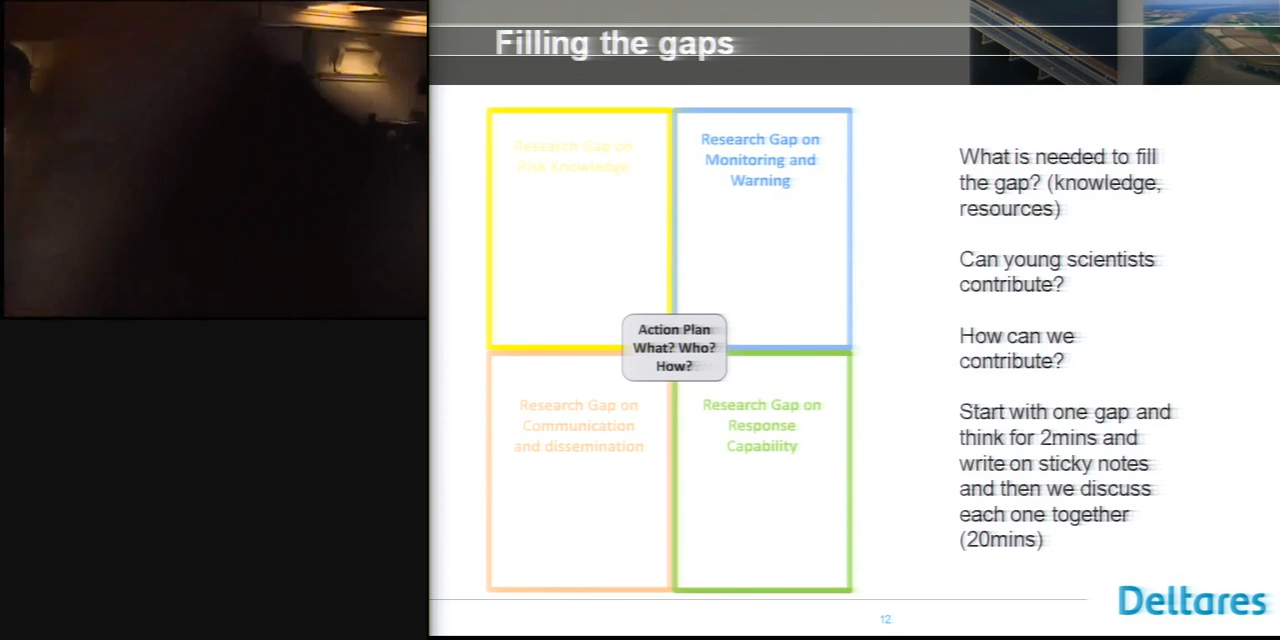 Filling the gaps
Research Gap on
Risk Knowledge
Research Gap on
Monitoring and
Warning
Action Plan
What? Who?
How?
Research Gap on
Communication
and dissemination
Research Gap on
Response
Capability
What is needed to fill
the gap? (knowledge,
resources)
Can young scientists
contribute?
How can we
contribute?
Start with one gap and
think for 2mins and
write on sticky notes
and then we discuss
each one together
(20mins)
12
Deltares